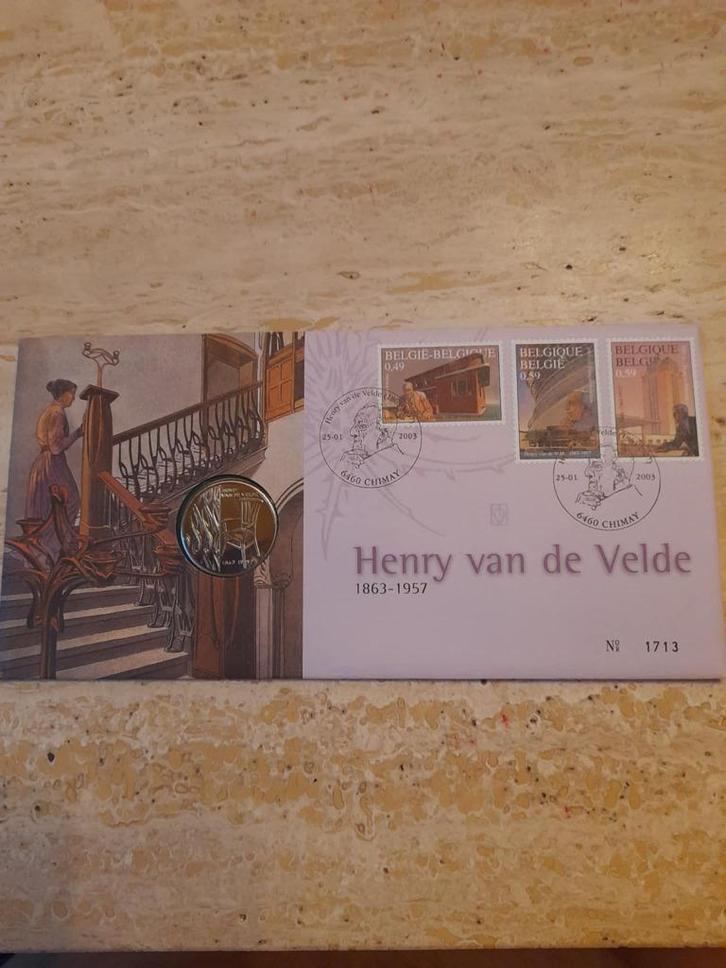 BELGIË-BELGIQUE
0,49
BELGIQUE
BELGIË
0,59
BELGIQUE
BELGIË
0,59
Henry van de Velde
25-01 2003
6460 CHIMAY
25-01 2003
6460 CHIMAY
Henry van de Velde
1863-1957
Nº 1713